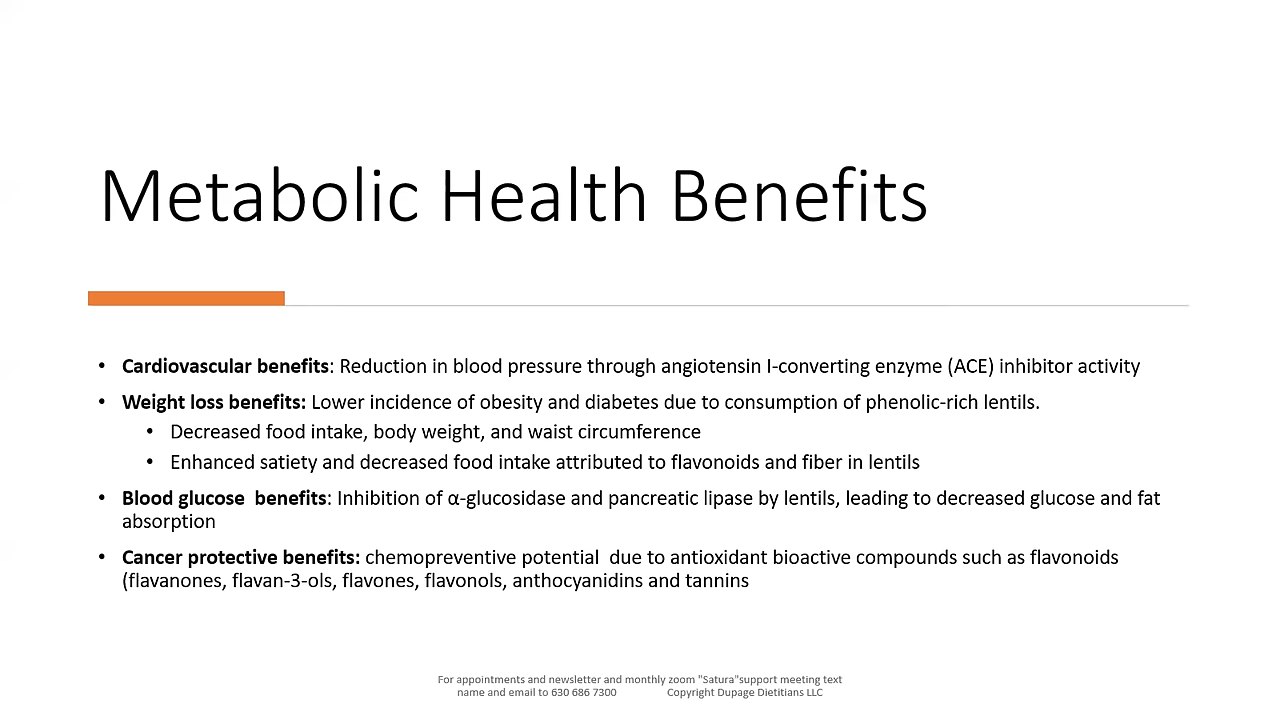 Metabolic Health Benefits
• Cardiovascular benefits: Reduction in blood pressure through angiotensin I-converting enzyme (ACE) inhibitor activity
• Weight loss benefits: Lower incidence of obesity and diabetes due to consumption of phenolic-rich lentils.
• Decreased food intake, body weight, and waist circumference
• Enhanced satiety and decreased food intake attributed to flavonoids and fiber in lentils
• Blood glucose  benefits: Inhibition of α-glucosidase and pancreatic lipase by lentils, leading to decreased glucose and fat
absorption
• Cancer protective benefits: chemopreventive potential  due to antioxidant bioactive compounds such as flavonoids
(flavanones, flavan-3-ols, flavones, flavonols, anthocyanidins and tannins
For appointments and newsletter and monthly zoom "Satura"support meeting text
name and email to 630 686 7300 Copyright Dupage Dietitians LLC